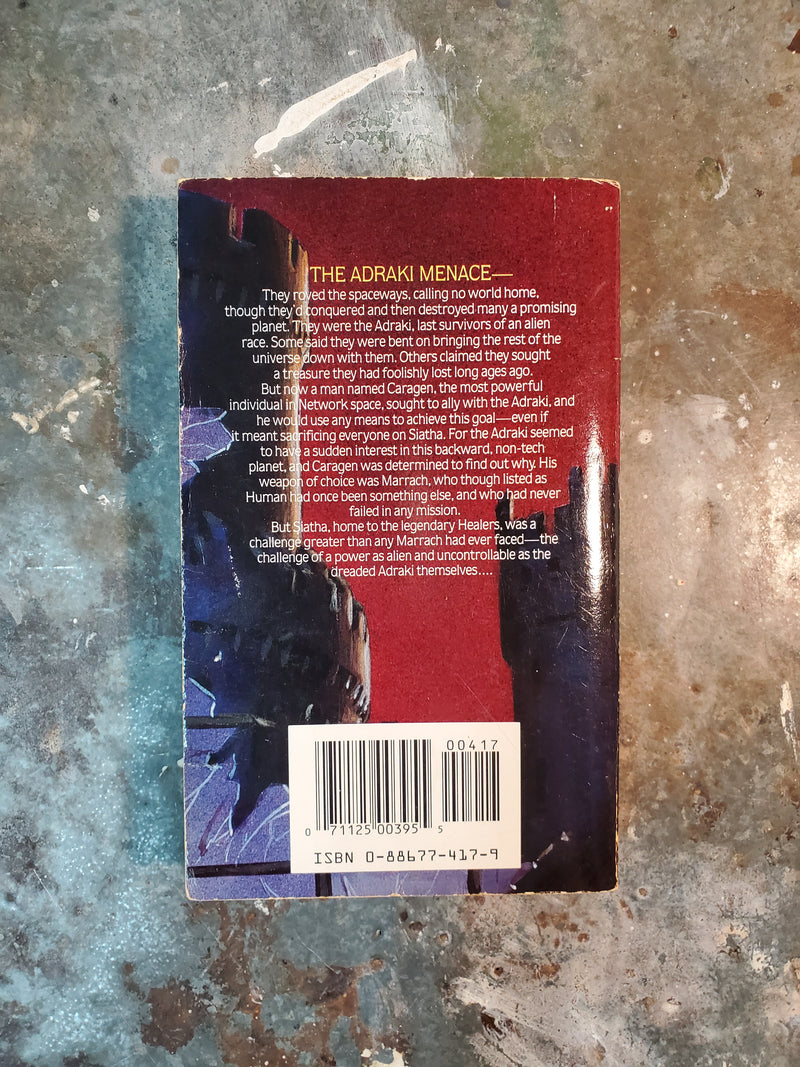 THE ADRAKI MENACE—
They roved the spaceways, calling no world home,
though they'd conquered and then destroyed many a promising
planet. They were the Adraki, last survivors of an alien
race. Some said they were bent on bringing the rest of the
universe down with them. Others claimed they sought
a treasure they had foolishly lost long ages ago.
But now a man named Caragen, the most powerful
individual in Network space, sought to ally with the Adraki, and
he would use any means to achieve this goal—even if
it meant sacrificing everyone on Siatha. For the Adraki seemed
to have a sudden interest in this backward, non-tech
planet, and Caragen was determined to find out why. His
weapon of choice was Marrach, who though listed as
Human had once been something else, and who had never
failed in any mission.
But Siatha, home to the legendary Healers, was a
challenge greater than any Marrach had ever faced—the
challenge of a power as alien and uncontrollable as the
dreaded Adraki themselves....
00417
0 71125 00395 5
ISBN 0-88677-417-9